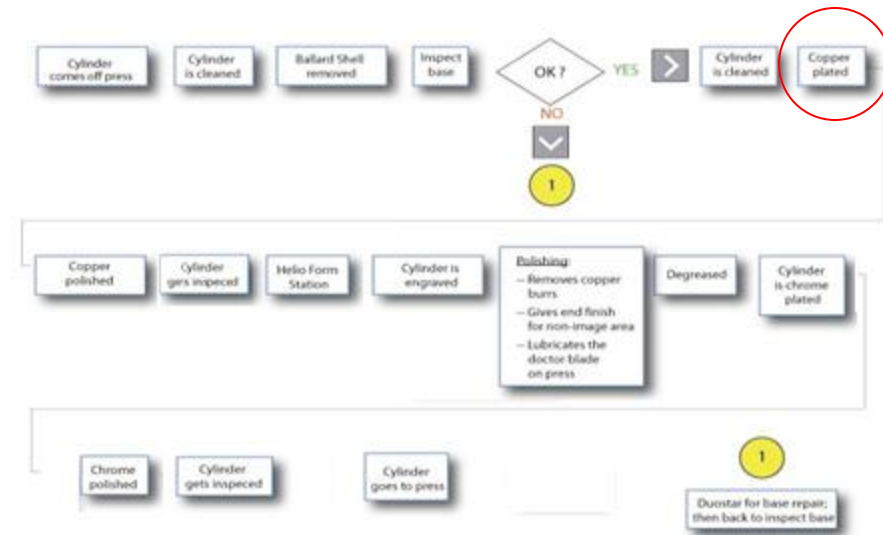 Cylinder
comes off press
Cylinder
is cleaned
Ballard Shell
removed
Inspect
base
OK ?
YES
NO
Cylinder
is cleaned
Copper
plated
1
Copper
polished
Cylinder
gers inspeced
Helio Form
Station
Cylinder is
engraved
Polishing:
— Removes copper
burrs
— Gives end finish
for non-image area
— Lubricates the
doctor blade
on press
Degreased
Cylinder
is chrome
plated
Chrome
polished
Cylinder
gets inspeced
Cylinder
goes to press
1
Duostar for base repair;
then back to inspect base